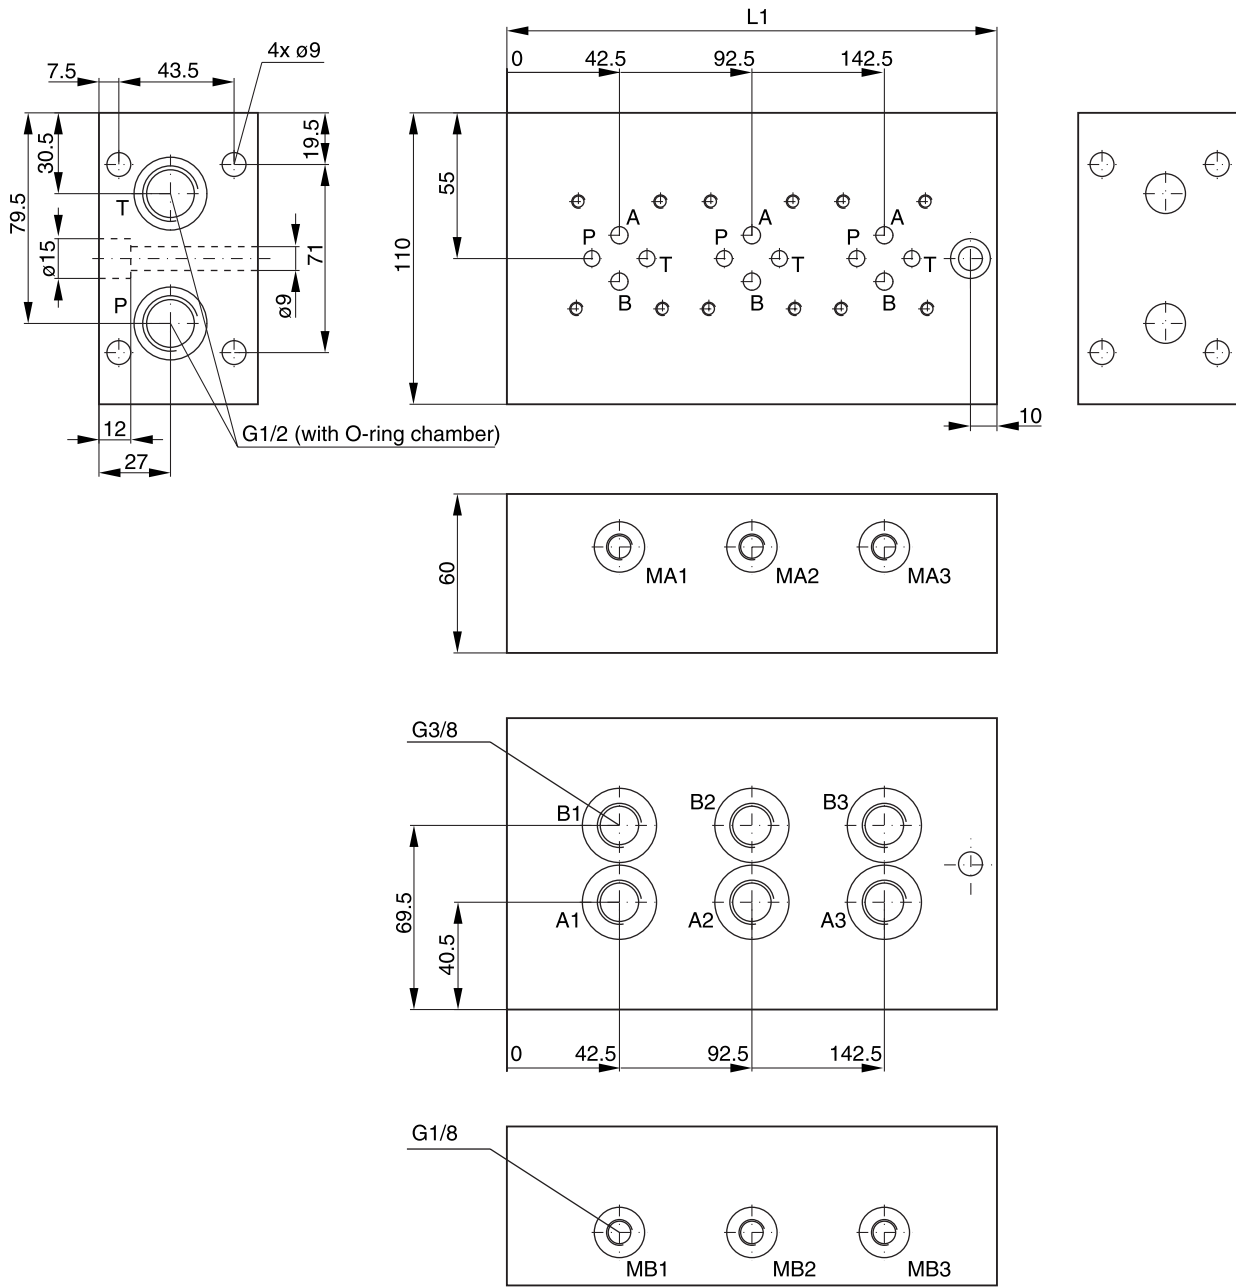 L1
4x ø9
7.5
43.5
0
42.5
92.5
142.5
30.5
19.5
79.5
T
ø15
71
P
ø9
12
27
G1/2 (with O-ring chamber)
55
110
A
A
A
P
P
P
T
T
T
B
B
B
10
60
MA1
MA2
MA3
G3/8
B1
B2
B3
A1
A2
A3
69.5
40.5
0
42.5
92.5
142.5
G1/8
MB1
MB2
MB3